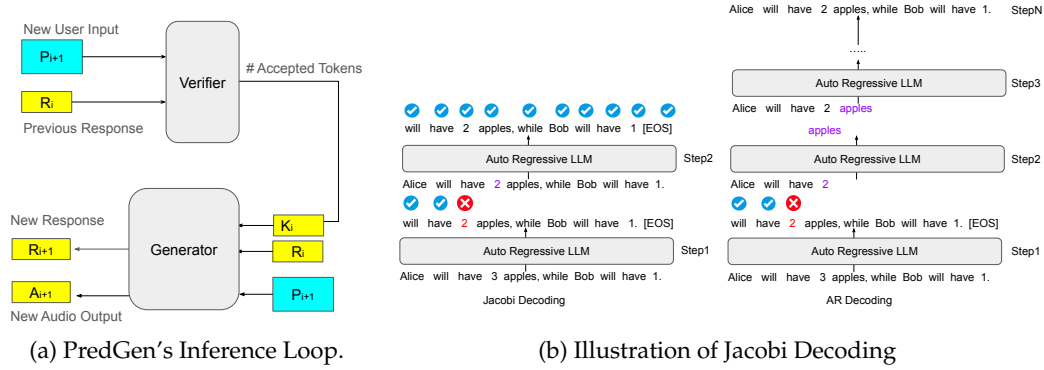 New User Input
Pi+1
Ri
Previous Response
Verifier
# Accepted Tokens
New Response
Ri+1
Ai+1
New Audio Output
Generator
Ki
Ri
Pi+1
(a) PredGen's Inference Loop.
will have 2 apples, while Bob will have 1 [EOS]
Auto Regressive LLM
Step2
Alice will have 2 apples, while Bob will have 1.
will have 2 apples, while Bob will have 1. [EOS]
Auto Regressive LLM
Step1
Alice will have 3 apples, while Bob will have 1.
Jacobi Decoding
Alice will have 2 apples, while Bob will have 1.
StepN
.....
Auto Regressive LLM
Step3
Alice will have 2 apples
apples
Auto Regressive LLM
Step2
Alice will have 2
will have 2 apples, while Bob will have 1. [EOS]
Auto Regressive LLM
Step1
Alice will have 3 apples, while Bob will have 1.
AR Decoding
(b) Illustration of Jacobi Decoding